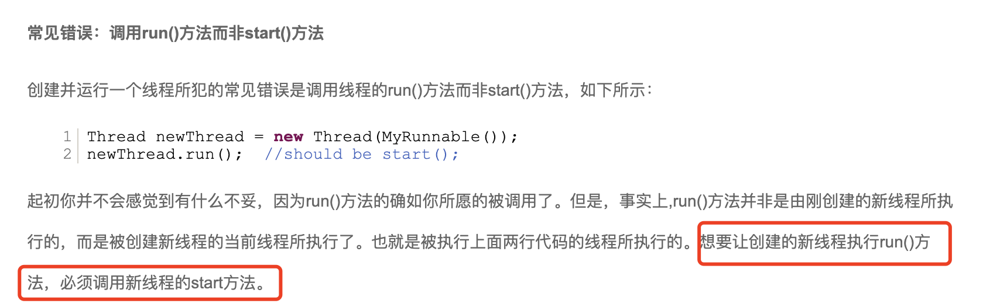 常见错误：调用run()方法而非start()方法
创建并运行一个线程所犯的常见错误是调用线程的run()方法而非start()方法，如下所示：
1 Thread newThread = new Thread(MyRunnable());
2 newThread.run();  //should be start();
起初你并不会感觉到有什么不妥，因为run()方法的确如你所愿的被调用了。但是，事实上,run()方法并非是由刚创建的新线程所执
行的，而是被创建新线程的当前线程所执行了。也就是被执行上面两行代码的线程所执行的。想要让创建的新线程执行run()方
法，必须调用新线程的start方法。